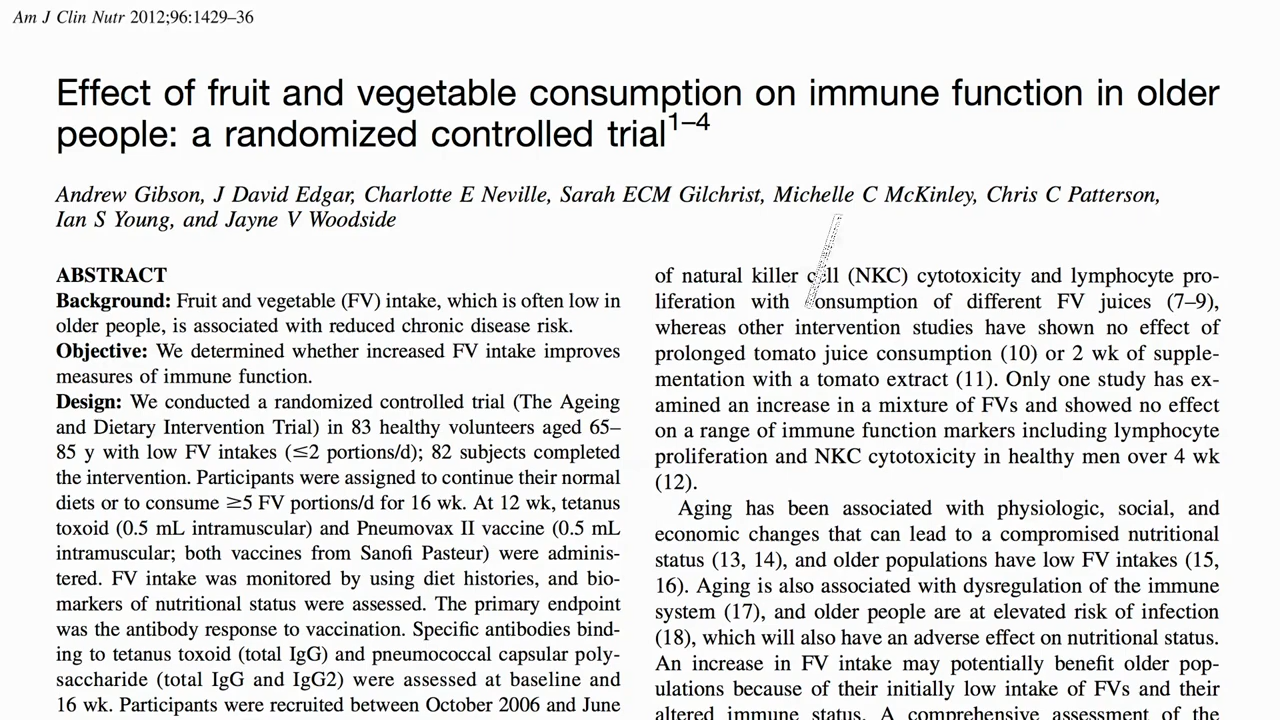 Am J Clin Nutr 2012;96:1429–36
Effect of fruit and vegetable consumption on immune function in older
people: a randomized controlled trial1–4
Andrew Gibson, J David Edgar, Charlotte E Neville, Sarah ECM Gilchrist, Michelle C McKinley, Chris C Patterson,
Ian S Young, and Jayne V Woodside
ABSTRACT
Background: Fruit and vegetable (FV) intake, which is often low in
older people, is associated with reduced chronic disease risk.
Objective: We determined whether increased FV intake improves
measures of immune function.
Design: We conducted a randomized controlled trial (The Ageing
and Dietary Intervention Trial) in 83 healthy volunteers aged 65–
85 y with low FV intakes (≤2 portions/d); 82 subjects completed
the intervention. Participants were assigned to continue their normal
diets or to consume ≥5 FV portions/d for 16 wk. At 12 wk, tetanus
toxoid (0.5 mL intramuscular) and Pneumovax II vaccine (0.5 mL
intramuscular; both vaccines from Sanofi Pasteur) were adminis-
tered. FV intake was monitored by using diet histories, and bio-
markers of nutritional status were assessed. The primary endpoint
was the antibody response to vaccination. Specific antibodies bind-
ing to tetanus toxoid (total IgG) and pneumococcal capsular poly-
saccharide (total IgG and IgG2) were assessed at baseline and
16 wk. Participants were recruited between October 2006 and June
of natural killer cell (NKC) cytotoxicity and lymphocyte pro-
liferation with consumption of different FV juices (7–9),
whereas other intervention studies have shown no effect of
prolonged tomato juice consumption (10) or 2 wk of supple-
mentation with a tomato extract (11). Only one study has ex-
amined an increase in a mixture of FVs and showed no effect
on a range of immune function markers including lymphocyte
proliferation and NKC cytotoxicity in healthy men over 4 wk
(12).
Aging has been associated with physiologic, social, and
economic changes that can lead to a compromised nutritional
status (13, 14), and older populations have low FV intakes (15,
16). Aging is also associated with dysregulation of the immune
system (17), and older people are at elevated risk of infection
(18), which will also have an adverse effect on nutritional status.
An increase in FV intake may potentially benefit older pop-
ulations because of their initially low intake of FVs and their
altered immune status. A comprehensive assessment of the